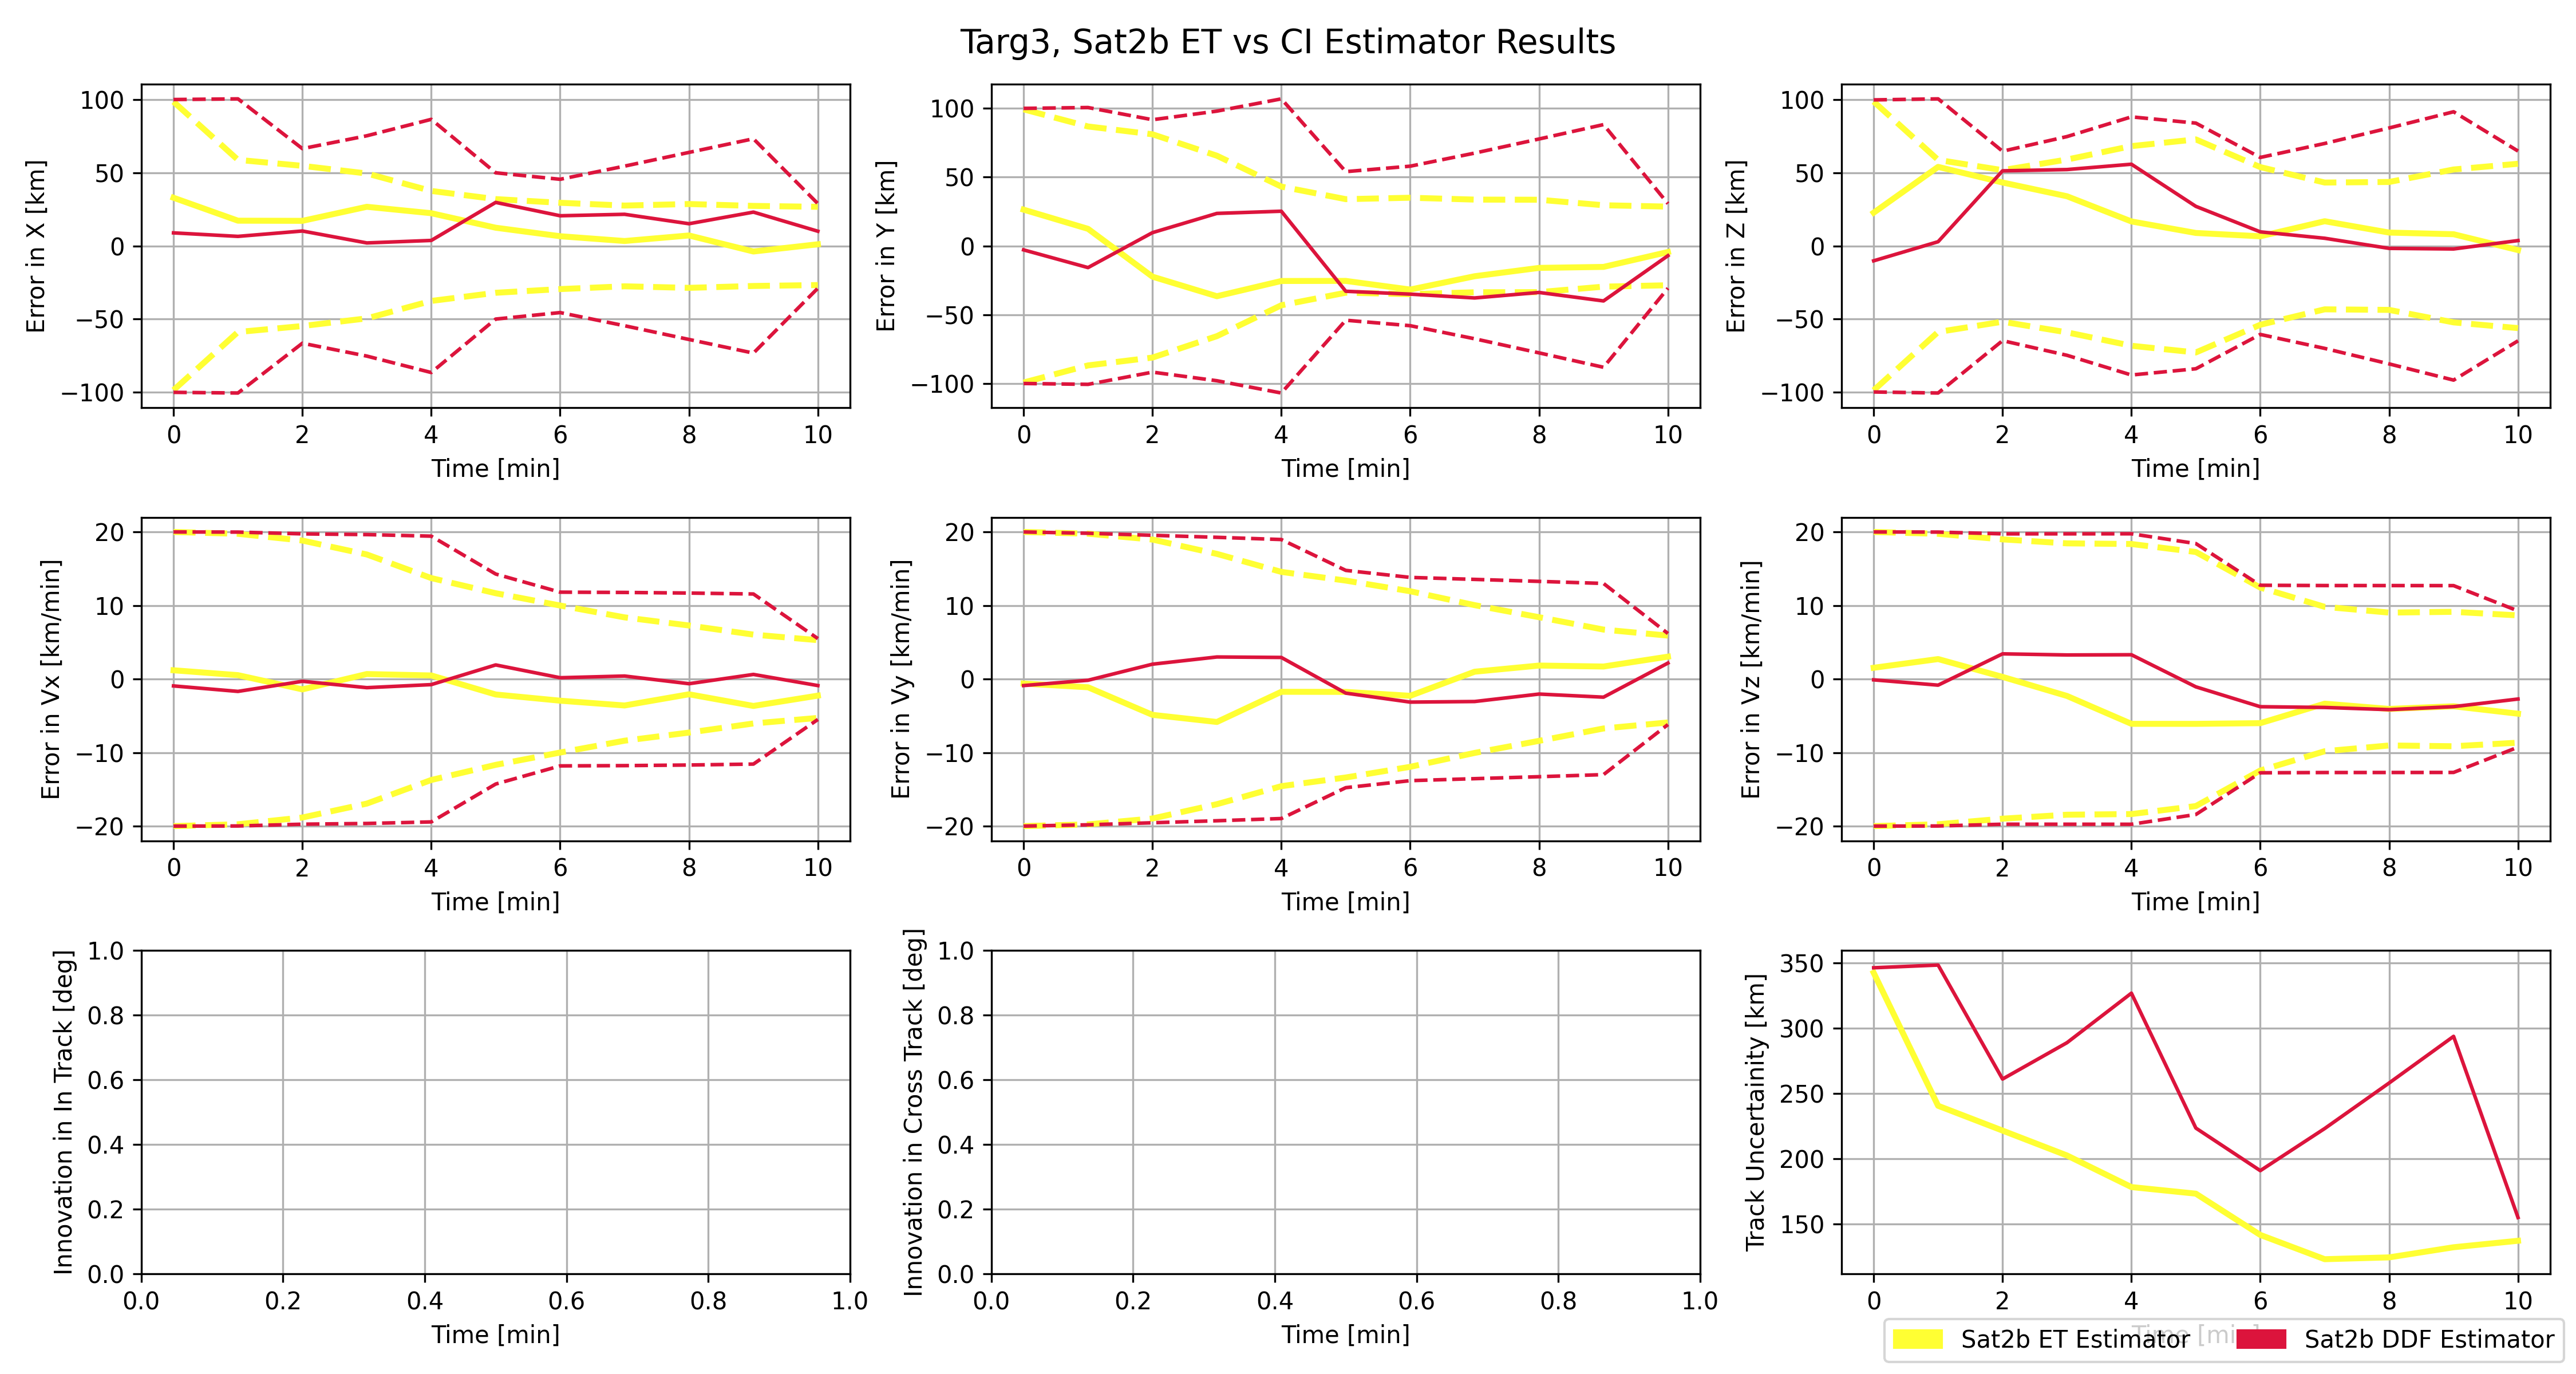 Targ3, Sat2b ET vs CI Estimator Results
Error in X [km]
100
50
0
−50
−100
0 2 4 6 8 10
Time [min]
Error in Y [km]
100
50
0
−50
−100
0 2 4 6 8 10
Time [min]
Error in Z [km]
100
50
0
−50
−100
0 2 4 6 8 10
Time [min]
Error in Vx [km/min]
20
10
0
−10
−20
0 2 4 6 8 10
Time [min]
Error in Vy [km/min]
20
10
0
−10
−20
0 2 4 6 8 10
Time [min]
Error in Vz [km/min]
20
10
0
−10
−20
0 2 4 6 8 10
Time [min]
Innovation in In Track [deg]
1.0
0.8
0.6
0.4
0.2
0.0
0.0 0.2 0.4 0.6 0.8 1.0
Time [min]
Innovation in Cross Track [deg]
1.0
0.8
0.6
0.4
0.2
0.0
0.0 0.2 0.4 0.6 0.8 1.0
Time [min]
Track Uncertainity [km]
350
300
250
200
150
0 2 4 6 8 10
Time [min]
Sat2b ET Estimator
Sat2b DDF Estimator